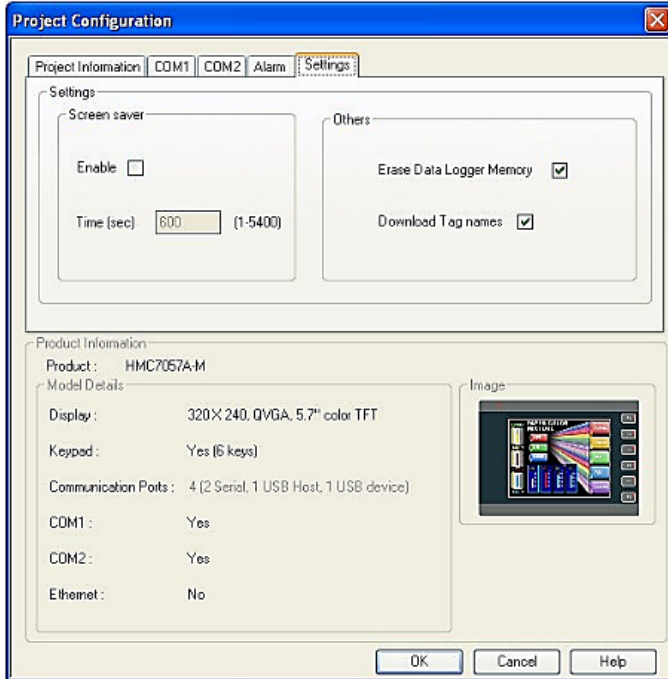 Project Configuration
Project Information COM1 COM2 Alarm Settings
Settings
Screen saver
Enable
Time (sec) 600 (1-5400)
Others
Erase Data Logger Memory
Download Tag names
Product Information
Product : HMC7057A-M
Model Details
Display : 320 X 240, QVGA, 5.7" color TFT
Keypad : Yes (6 keys)
Communication Ports : 4 (2 Serial, 1 USB Host, 1 USB device)
COM1 : Yes
COM2 : Yes
Ethernet : No
Image
OK Cancel Help